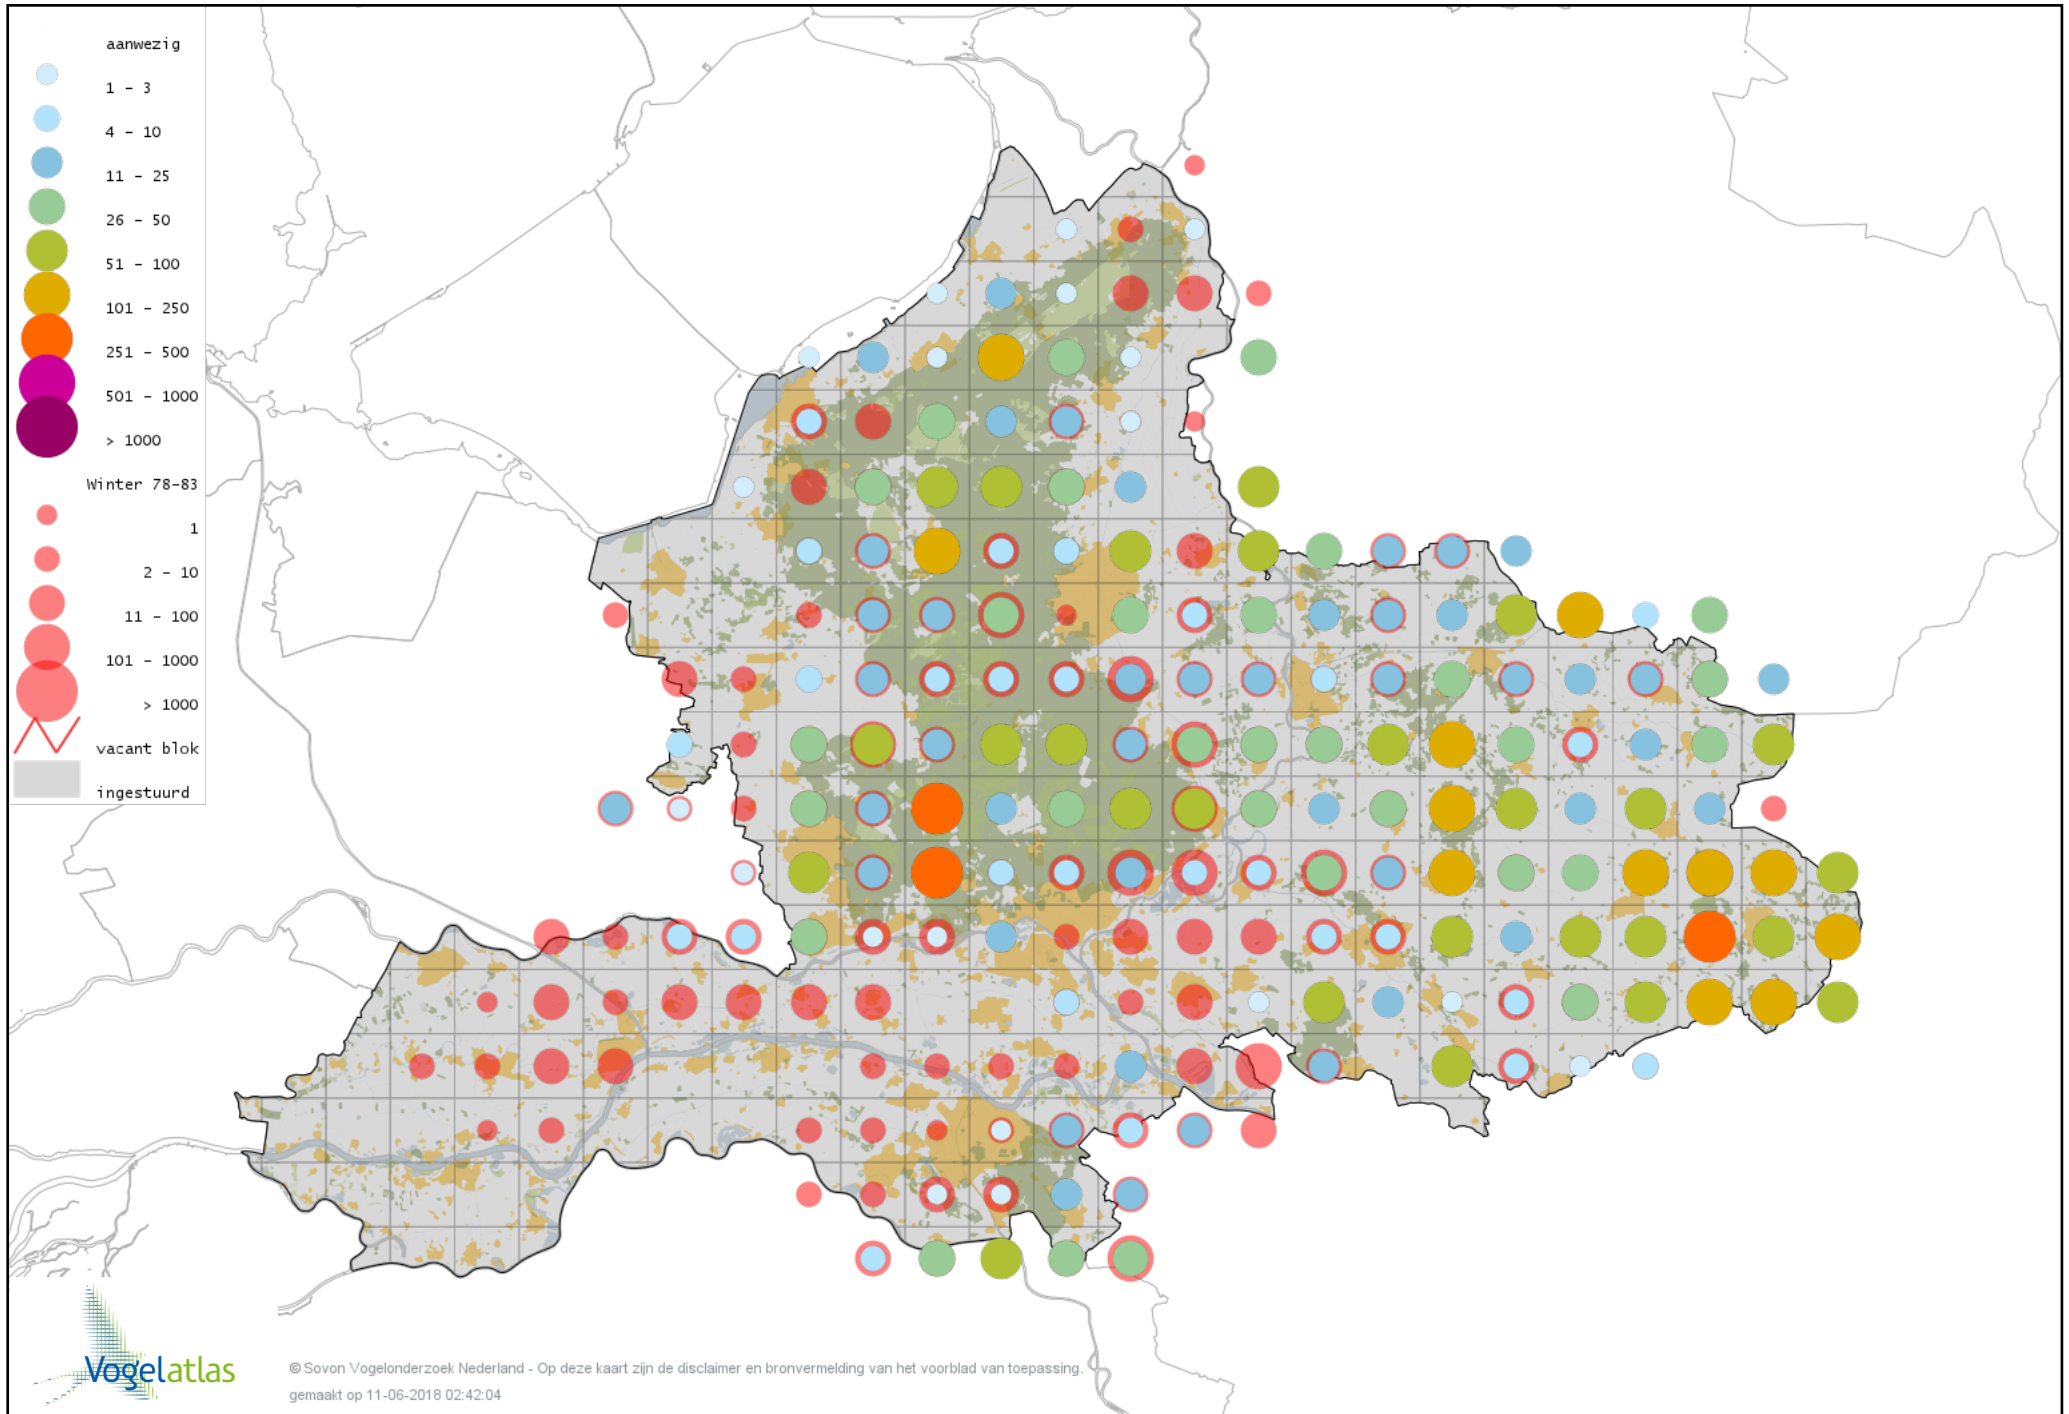 aanwezig
1 - 3
4 - 10
11 - 25
26 - 50
51 - 100
101 - 250
251 - 500
501 - 1000
> 1000
Winter 78-83
1
2 - 10
11 - 100
101 - 1000
> 1000
vacant blok
ingestuurd
Vogelatlas
© Sovon Vogelonderzoek Nederland - Op deze kaart zijn de disclaimer en bronvermelding van het voorblad van toepassing.
gemaakt op 11-06-2018 02:42:04